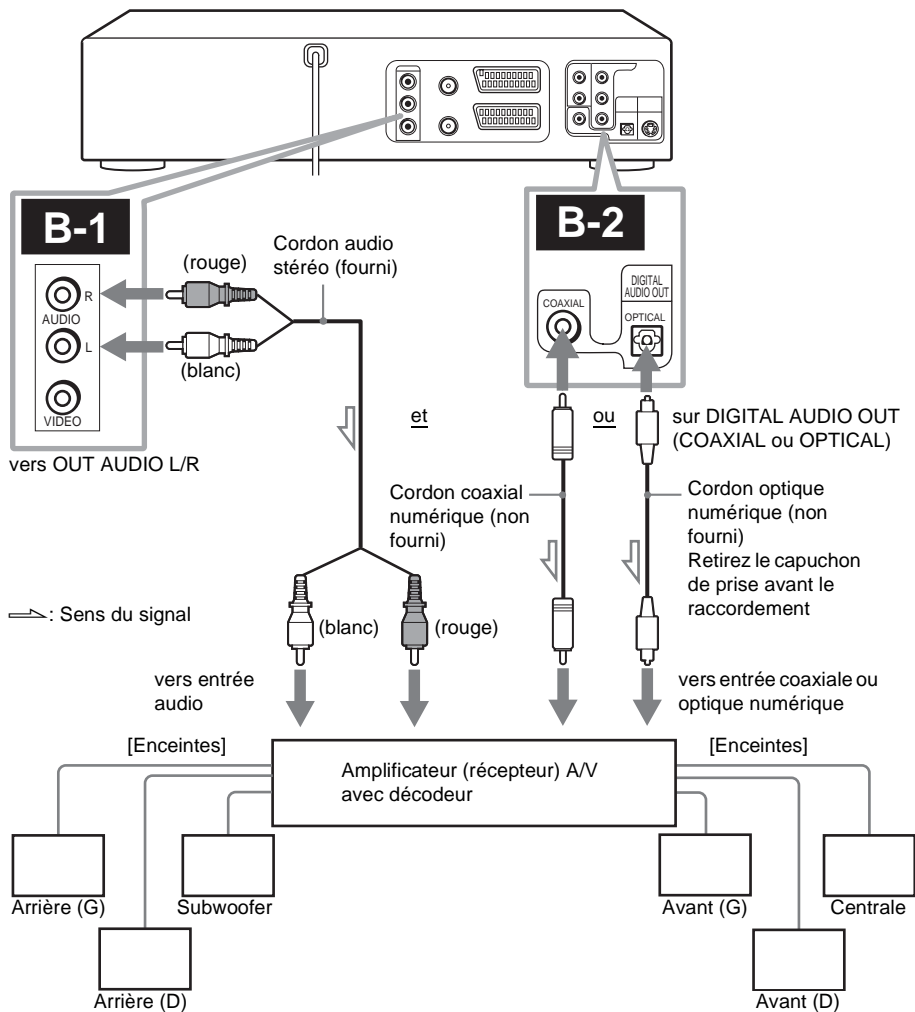 B-1
B-2
Cordon audio
stéréo (fourni)
(rouge)
R
AUDIO
L
(blanc)
VIDEO
vers OUT AUDIO L/R
DIGITAL
AUDIO OUT
COAXIAL
OPTICAL
et
ou
sur DIGITAL AUDIO OUT
(COAXIAL ou OPTICAL)
Cordon coaxial
numérique (non
fourni)
Cordon optique
numérique (non
fourni)
Retirez le capuchon
de prise avant le
raccordement
: Sens du signal
(blanc)
(rouge)
vers entrée
audio
vers entrée coaxiale ou
optique numérique
[Enceintes]
[Enceintes]
Amplificateur (récepteur) A/V
avec décodeur
Arrière (G)
Subwoofer
Avant (G)
Centrale
Arrière (D)
Avant (D)